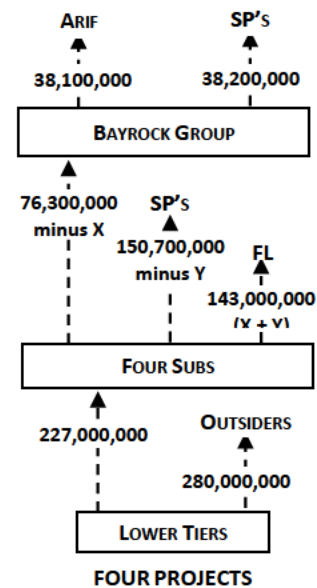 ARIF SP'S
38,100,000 38,200,000
BAYROCK GROUP
76,300,000
minus X
SP'S
150,700,000
minus Y
FL
143,000,000
(X + Y)
FOUR SUBS
227,000,000
OUTSIDERS
280,000,000
LOWER TIERS
FOUR PROJECTS